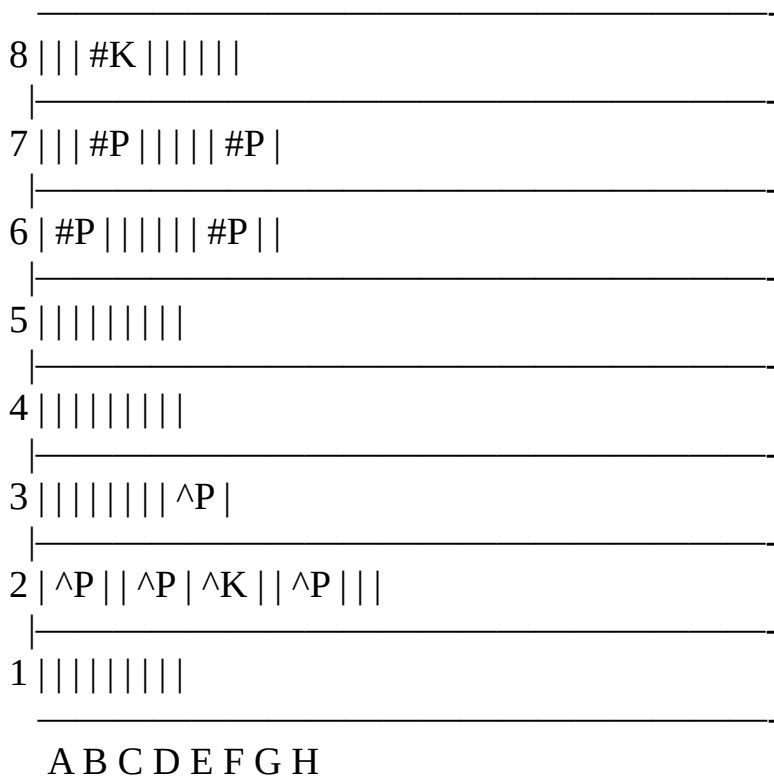 8 | | | #K | | | | | |
7 | | | #P | | | | | #P |
6 | #P | | | | | | #P | |
5 | | | | | | | | |
4 | | | | | | | | |
3 | | | | | | | | ^P |
2 | ^P | | ^P | ^K | | ^P | | |
1 | | | | | | | | |
A B C D E F G H